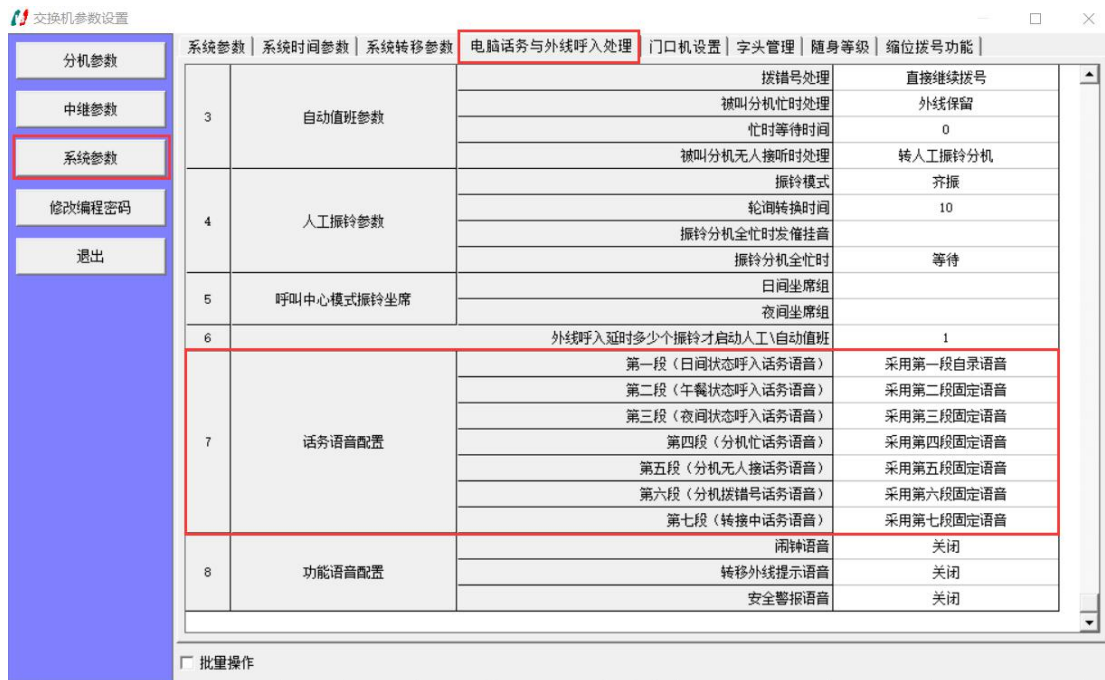 交换机参数设置
分机参数
中继参数
系统参数
修改编程密码
退出
系统参数 系统时间参数 系统转移参数 电脑话务与外线呼入处理 门口机设置 字头管理 随身等级 缩位拨号功能
拨错号处理 直接继续拨号
被叫分机忙时处理 外线保留
3 自动值班参数
忙时等待时间 0
被叫分机无人接听时处理 转人工振铃分机
振铃模式 齐振
轮询转换时间 10
4 人工振铃参数
振铃分机全忙时发催挂音
振铃分机全忙时 等待
日间坐席组
5 呼叫中心模式振铃坐席
夜间坐席组
6 外线呼入延时多少个振铃才启动人工\自动值班 1
第一段（日间状态呼入话务语音） 采用第一段自录语音
第二段（午餐状态呼入话务语音） 采用第二段固定语音
第三段（夜间状态呼入话务语音） 采用第三段固定语音
7 话务语音配置 第四段（分机忙话务语音） 采用第四段固定语音
第五段（分机无人接话务语音） 采用第五段固定语音
第六段（分机拨错号话务语音） 采用第六段固定语音
第七段（转接中话务语音） 采用第七段固定语音
闹钟语音 关闭
8 功能语音配置 转移外线提示语音 关闭
安全警报语音 关闭
批里操作